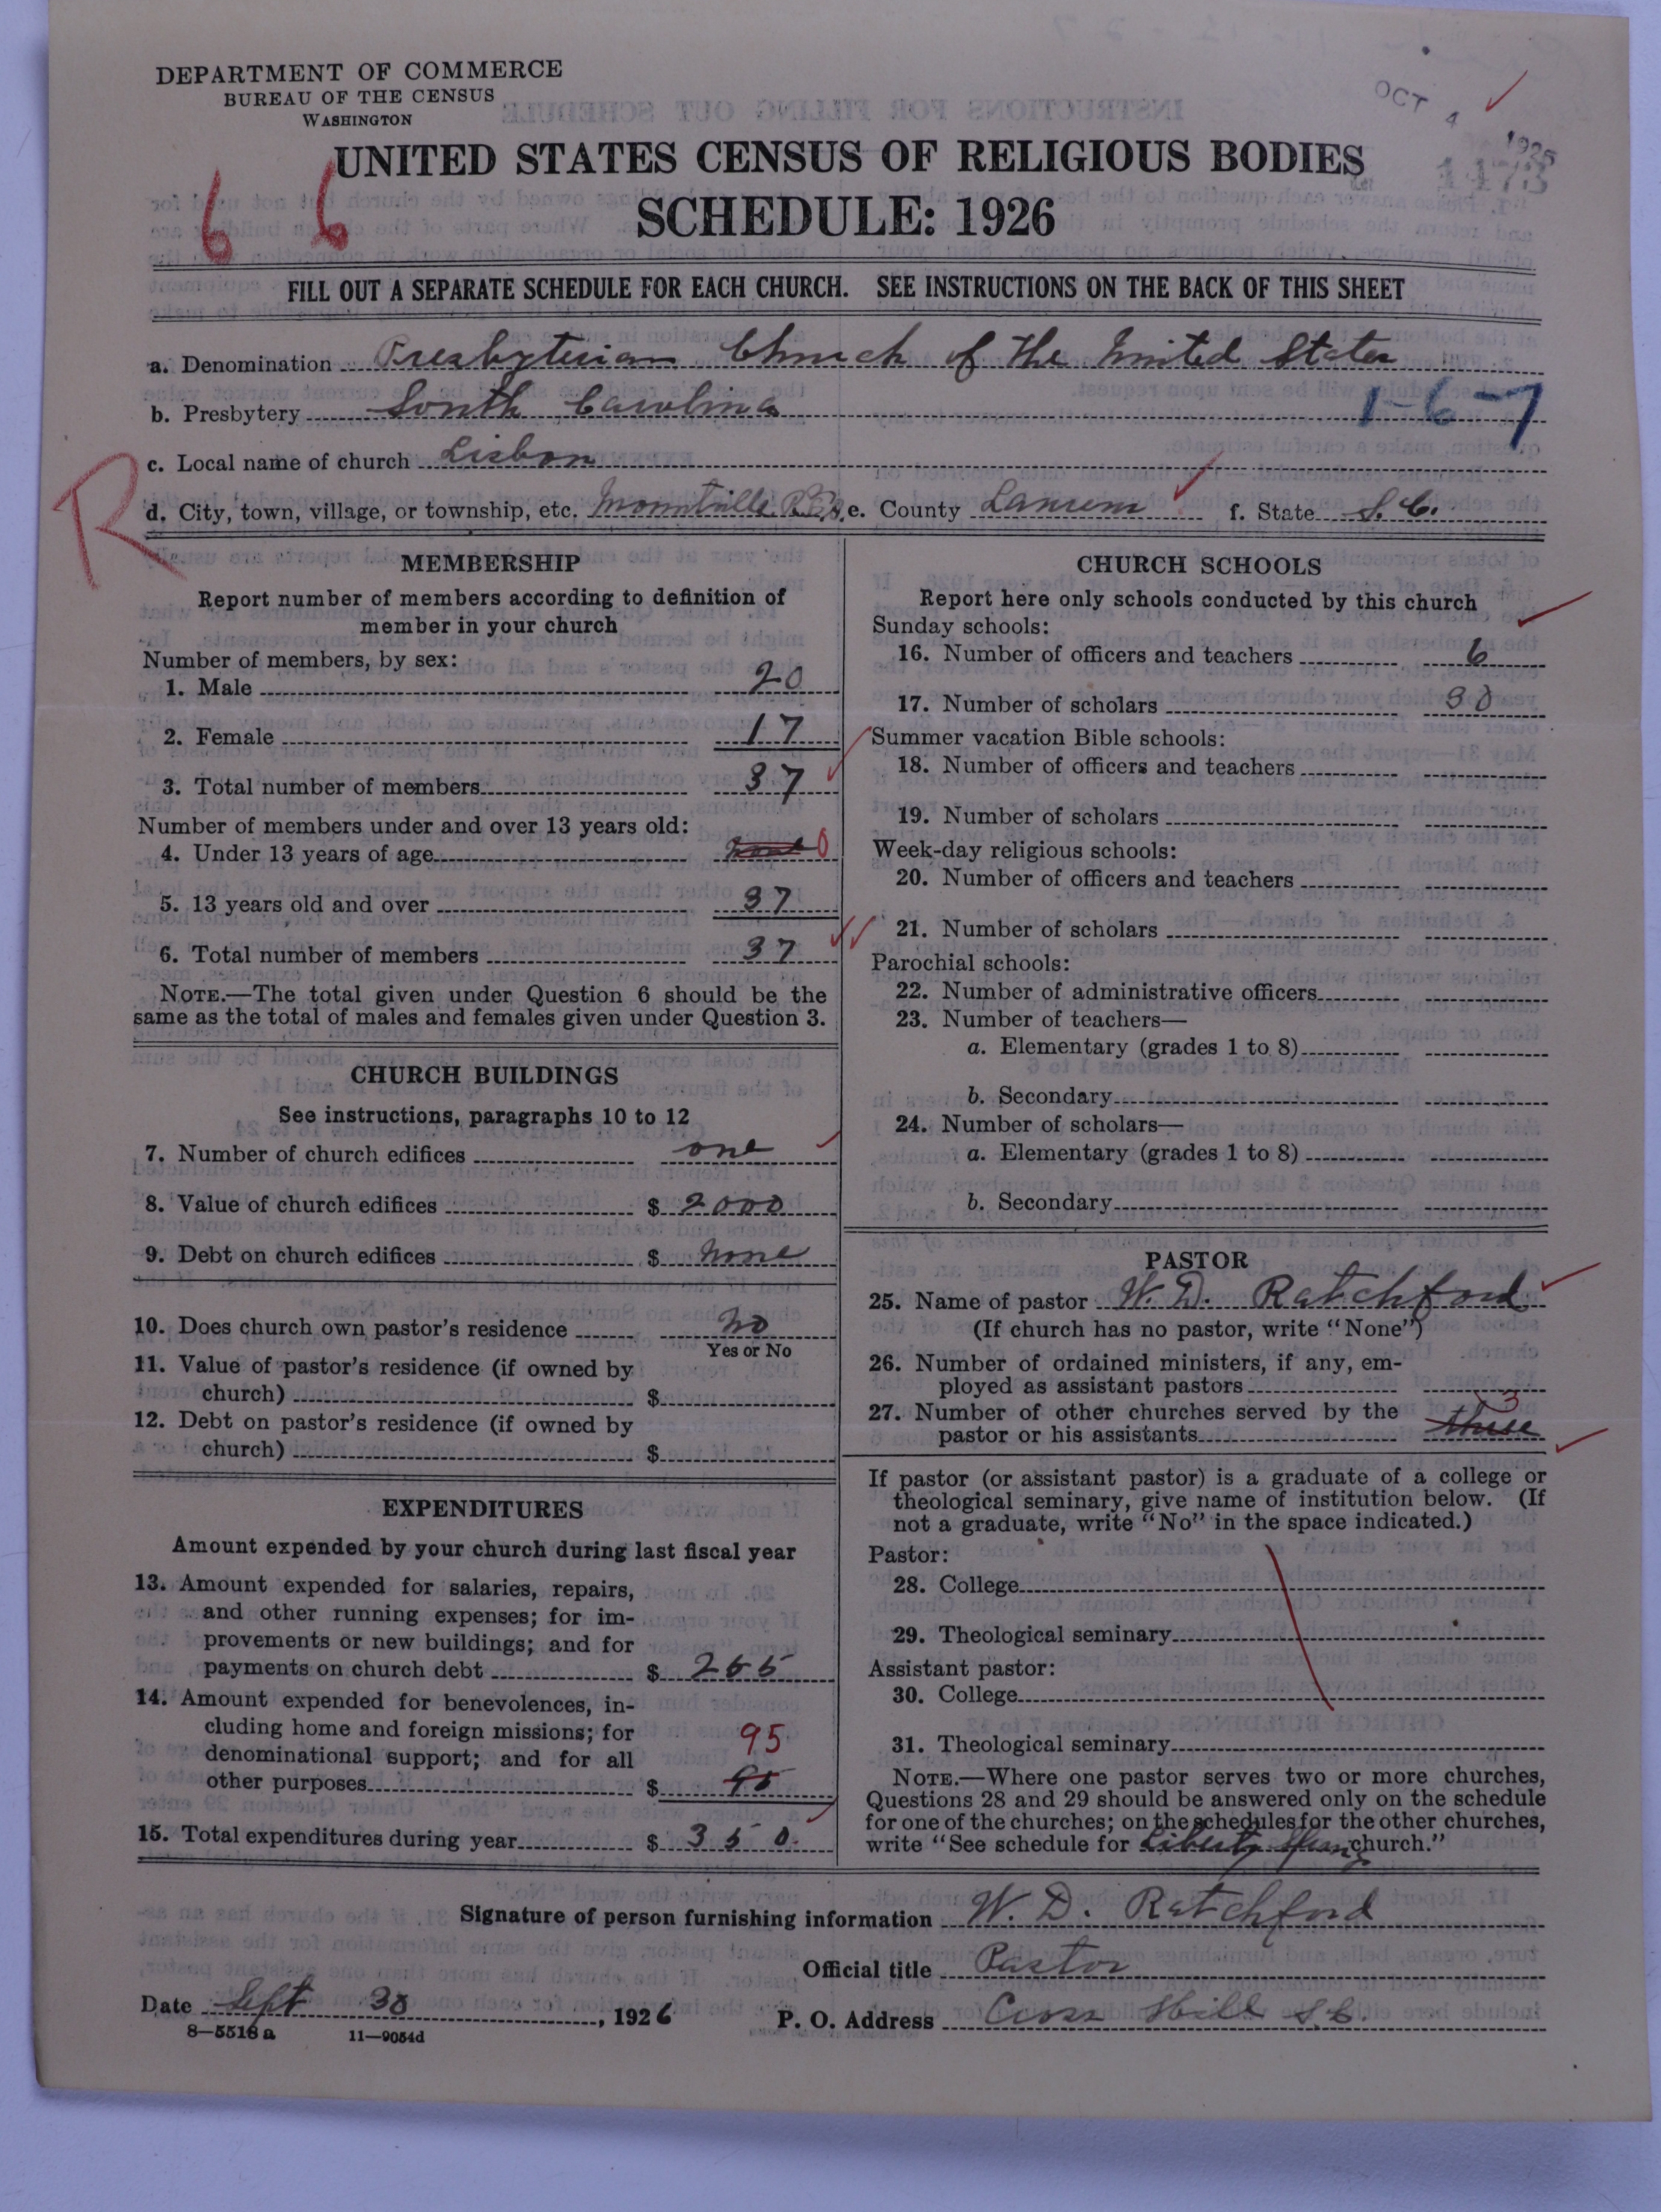 DEPARTMENT OF COMMERCE
BUREAU OF THE CENSUS
WASHINGTON
OCT 4 1926
1473
UNITED STATES CENSUS OF RELIGIOUS BODIES
SCHEDULE: 1926
6 6
FILL OUT A SEPARATE SCHEDULE FOR EACH CHURCH. SEE INSTRUCTIONS ON THE BACK OF THIS SHEET
a. Denomination Presbyterian Church of the United States
b. Presbytery South Carolina
1-6-7
c. Local name of church Lisbon
R
d. City, town, village, or township, etc. Mountville e. County Laurens f. State S. C.
MEMBERSHIP
Report number of members according to definition of
member in your church
Number of members, by sex:
1. Male 20
2. Female 17
3. Total number of members 37
Number of members under and over 13 years old:
4. Under 13 years of age none 0
5. 13 years old and over 37
6. Total number of members 37
NOTE.—The total given under Question 6 should be the
same as the total of males and females given under Question 3.
CHURCH BUILDINGS
See instructions, paragraphs 10 to 12
7. Number of church edifices one
8. Value of church edifices $ 2000
9. Debt on church edifices $ none
10. Does church own pastor's residence no
Yes or No
11. Value of pastor's residence (if owned by
church) $
12. Debt on pastor's residence (if owned by
church) $
EXPENDITURES
Amount expended by your church during last fiscal year
13. Amount expended for salaries, repairs,
and other running expenses; for im-
provements or new buildings; and for
payments on church debt $ 255
14. Amount expended for benevolences, in-
cluding home and foreign missions; for
denominational support; and for all
95
other purposes $ 95
15. Total expenditures during year $ 350.
CHURCH SCHOOLS
Report here only schools conducted by this church
Sunday schools:
16. Number of officers and teachers 6
17. Number of scholars 30
Summer vacation Bible schools:
18. Number of officers and teachers
19. Number of scholars
Week-day religious schools:
20. Number of officers and teachers
21. Number of scholars
Parochial schools:
22. Number of administrative officers
23. Number of teachers—
a. Elementary (grades 1 to 8)
b. Secondary
24. Number of scholars—
a. Elementary (grades 1 to 8)
b. Secondary
PASTOR
25. Name of pastor W. D. Ratchford
(If church has no pastor, write "None")
26. Number of ordained ministers, if any, em-
ployed as assistant pastors
27. Number of other churches served by the
pastor or his assistants three 3
If pastor (or assistant pastor) is a graduate of a college or
theological seminary, give name of institution below. (If
not a graduate, write "No" in the space indicated.)
Pastor:
28. College
29. Theological seminary
Assistant pastor:
30. College
31. Theological seminary
NOTE.—Where one pastor serves two or more churches,
Questions 28 and 29 should be answered only on the schedule
for one of the churches; on the schedules for the other churches,
write "See schedule for Liberty Spring church."
Signature of person furnishing information W. D. Ratchford
Official title Pastor
Date Sept 30, 1926
P. O. Address Cross Hill S.C.
8—5518 a 11—9054d